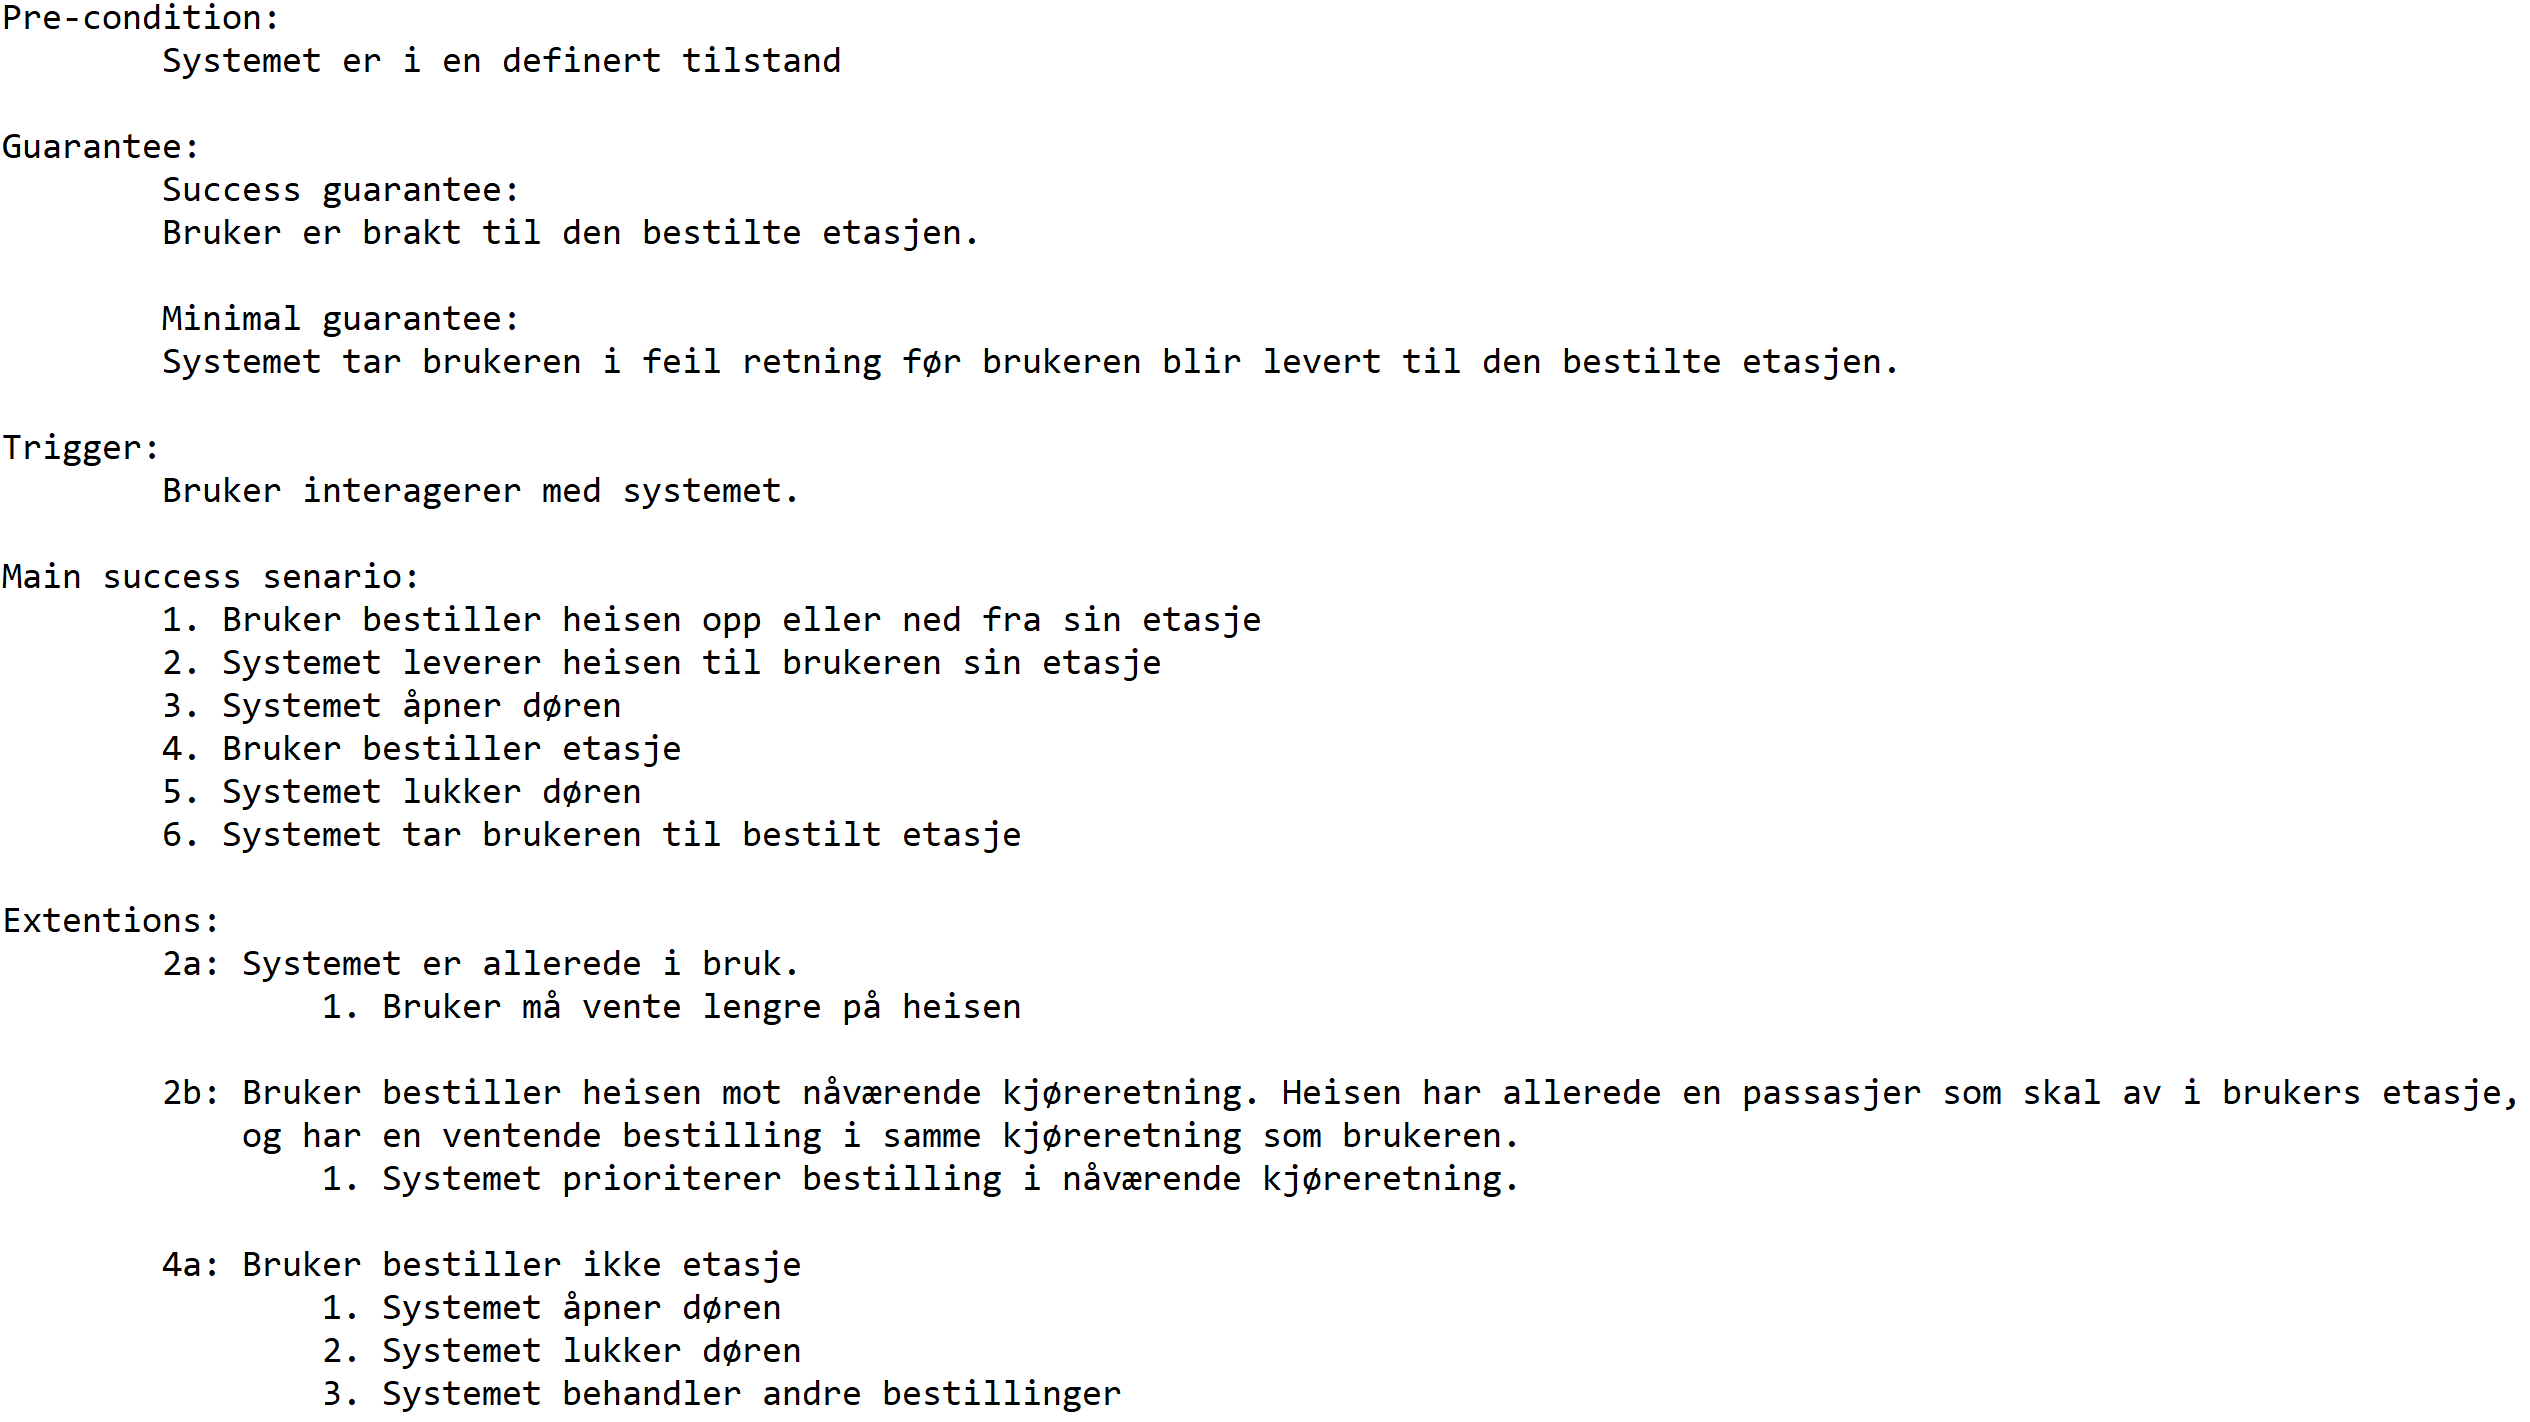 Pre-condition:
Systemet er i en definert tilstand
Guarantee:
Success guarantee:
Bruker er brakt til den bestilte etasjen.
Minimal guarantee:
Systemet tar brukeren i feil retning før brukeren blir levert til den bestilte etasjen.
Trigger:
Bruker interagerer med systemet.
Main success senario:
1. Bruker bestiller heisen opp eller ned fra sin etasje
2. Systemet leverer heisen til brukeren sin etasje
3. Systemet åpner døren
4. Bruker bestiller etasje
5. Systemet lukker døren
6. Systemet tar brukeren til bestilt etasje
Extentions:
2a: Systemet er allerede i bruk.
1. Bruker må vente lengre på heisen
2b: Bruker bestiller heisen mot nåværende kjøreretning. Heisen har allerede en passasjer som skal av i brukers etasje,
og har en ventende bestilling i samme kjøreretning som brukeren.
1. Systemet prioriterer bestilling i nåværende kjøreretning.
4a: Bruker bestiller ikke etasje
1. Systemet åpner døren
2. Systemet lukker døren
3. Systemet behandler andre bestillinger